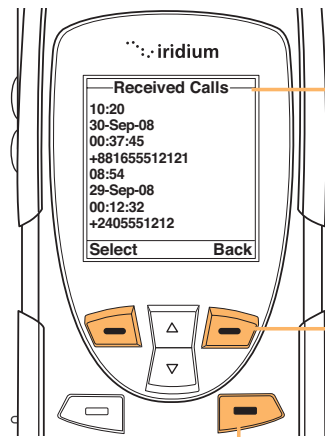 iridium
Received Calls
10:20
30-Sep-08
00:37:45
+881655512121
08:54
29-Sep-08
00:12:32
+2405551212
Select Back